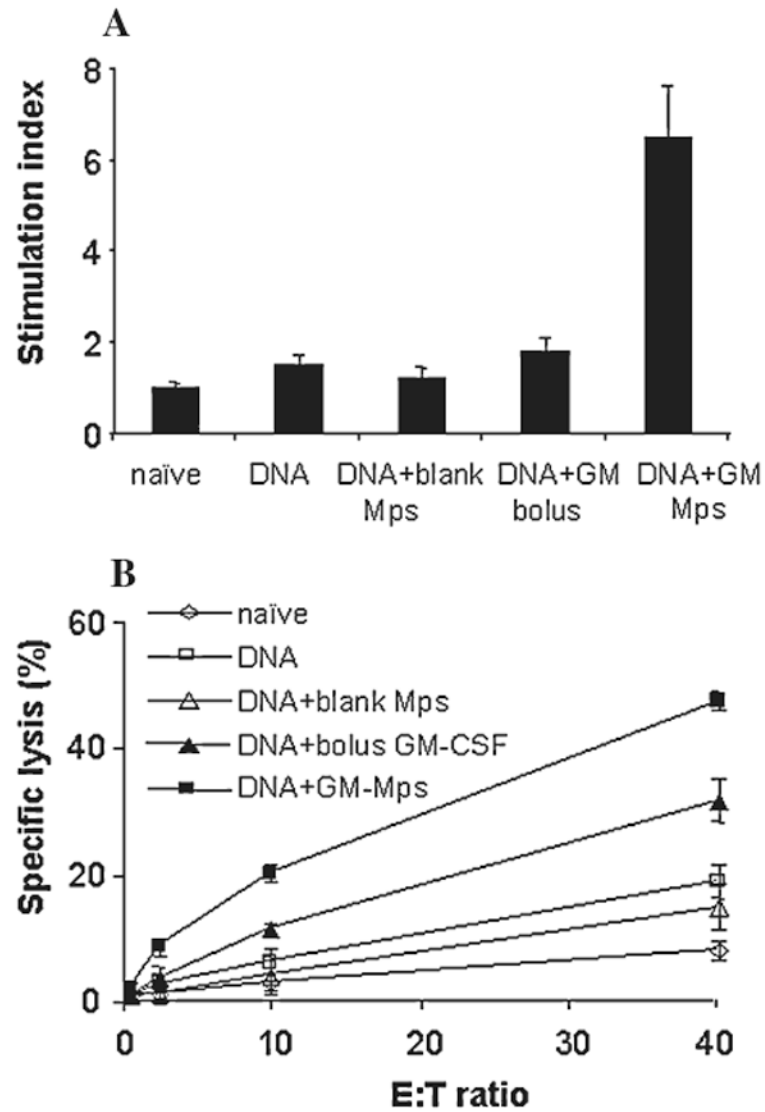 A
Stimulation index
8
6
4
2
0
naïve DNA DNA+blank DNA+GM DNA+GM
Mps bolus Mps
B
Specific lysis (%)
60
40
20
0
naïve
DNA
DNA+blank Mps
DNA+bolus GM-CSF
DNA+GM-Mps
0 10 20 30 40
E:T ratio